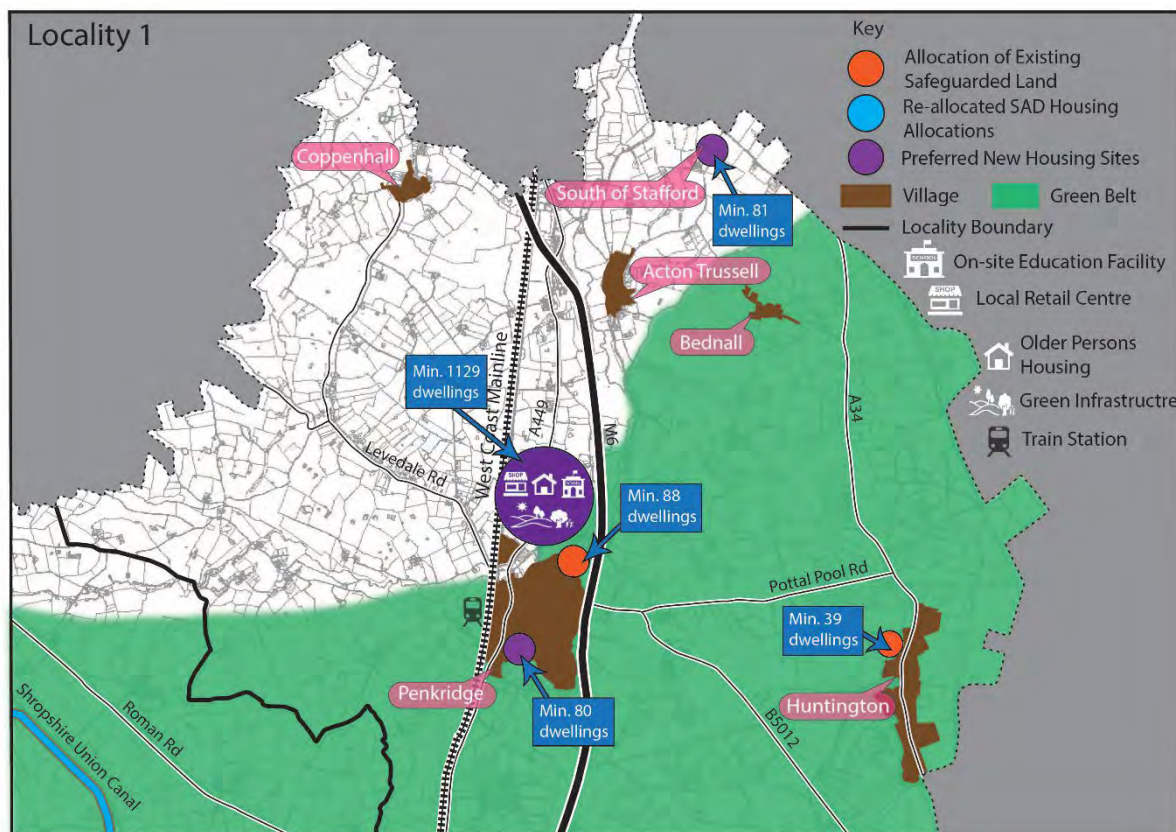 Locality 1
Key
Allocation of Existing
Safeguarded Land
Re-allocated SAD Housing
Allocations
Preferred New Housing Sites
Village
Green Belt
Locality Boundary
SCHOOL
On-site Education Facility
SHOP
Local Retail Centre
Older Persons
Housing
Green Infrastructre
Train Station
Coppenhall
South of Stafford
Min. 81
dwellings
Acton Trussell
Bednall
Min. 1129
dwellings
West Coast Mainline
A449
M6
A34
Levedale Rd
SHOP
SCHOOL
Min. 88
dwellings
Pottal Pool Rd
Min. 39
dwellings
Penkridge
Min. 80
dwellings
Huntington
B5012
Roman Rd
Shropshire Union Canal